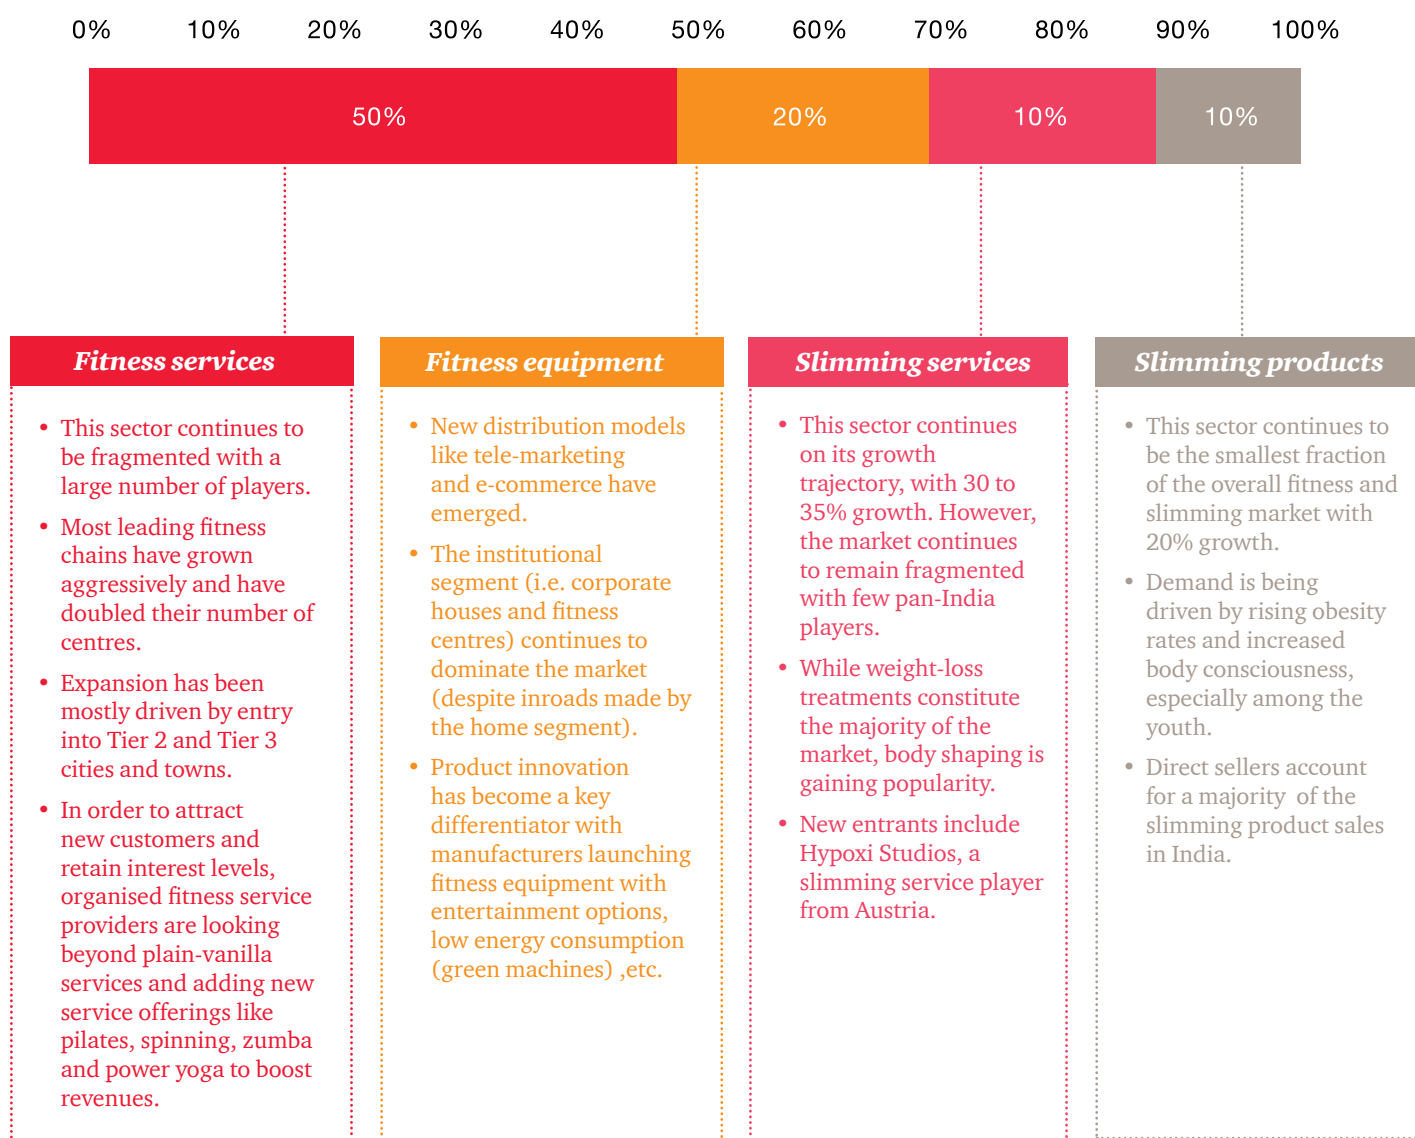 0% 10% 20% 30% 40% 50% 60% 70% 80% 90% 100%
50% 20% 10% 10%
Fitness services
• This sector continues to
be fragmented with a
large number of players.
• Most leading fitness
chains have grown
aggressively and have
doubled their number of
centres.
• Expansion has been
mostly driven by entry
into Tier 2 and Tier 3
cities and towns.
• In order to attract
new customers and
retain interest levels,
organised fitness service
providers are looking
beyond plain-vanilla
services and adding new
service offerings like
pilates, spinning, zumba
and power yoga to boost
revenues.
Fitness equipment
• New distribution models
like tele-marketing
and e-commerce have
emerged.
• The institutional
segment (i.e. corporate
houses and fitness
centres) continues to
dominate the market
(despite inroads made by
the home segment).
• Product innovation
has become a key
differentiator with
manufacturers launching
fitness equipment with
entertainment options,
low energy consumption
(green machines) ,etc.
Slimming services
• This sector continues
on its growth
trajectory, with 30 to
35% growth. However,
the market continues
to remain fragmented
with few pan-India
players.
• While weight-loss
treatments constitute
the majority of the
market, body shaping is
gaining popularity.
• New entrants include
Hypoxi Studios, a
slimming service player
from Austria.
Slimming products
• This sector continues to
be the smallest fraction
of the overall fitness and
slimming market with
20% growth.
• Demand is being
driven by rising obesity
rates and increased
body consciousness,
especially among the
youth.
• Direct sellers account
for a majority  of the
slimming product sales
in India.